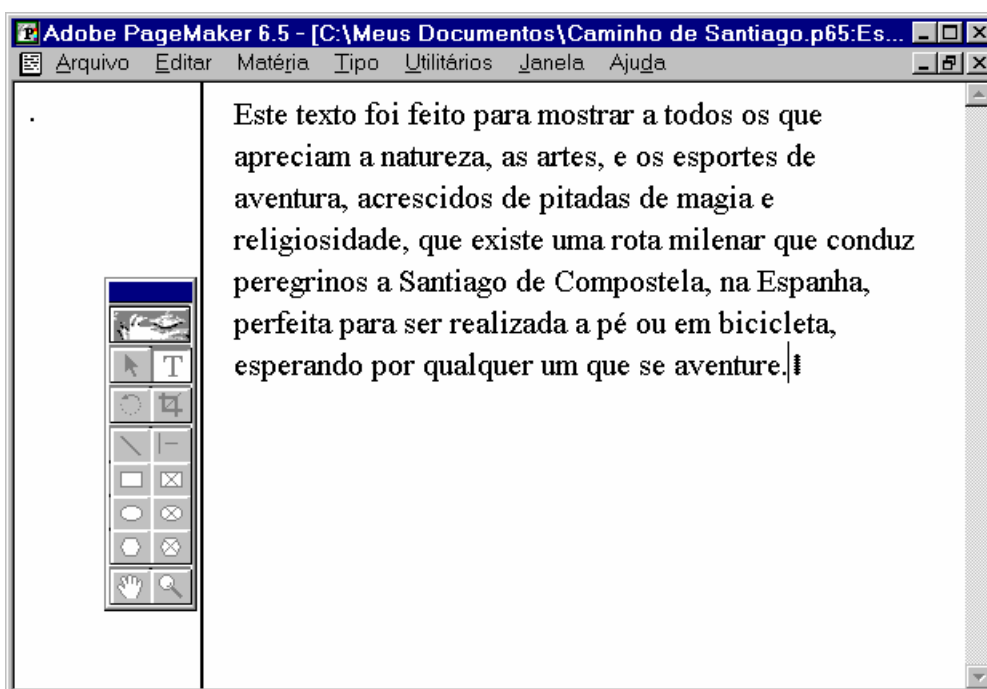 Adobe PageMaker 6.5 - [C:\Meus Documentos\Caminho de Santiago.p65:Es...
Arquivo Editar Matéria Tipo Utilitários Janela Ajuda
Este texto foi feito para mostrar a todos os que
apreciam a natureza, as artes, e os esportes de
aventura, acrescidos de pitadas de magia e
religiosidade, que existe uma rota milenar que conduz
peregrinos a Santiago de Compostela, na Espanha,
perfeita para ser realizada a pé ou em bicicleta,
esperando por qualquer um que se aventure.
T